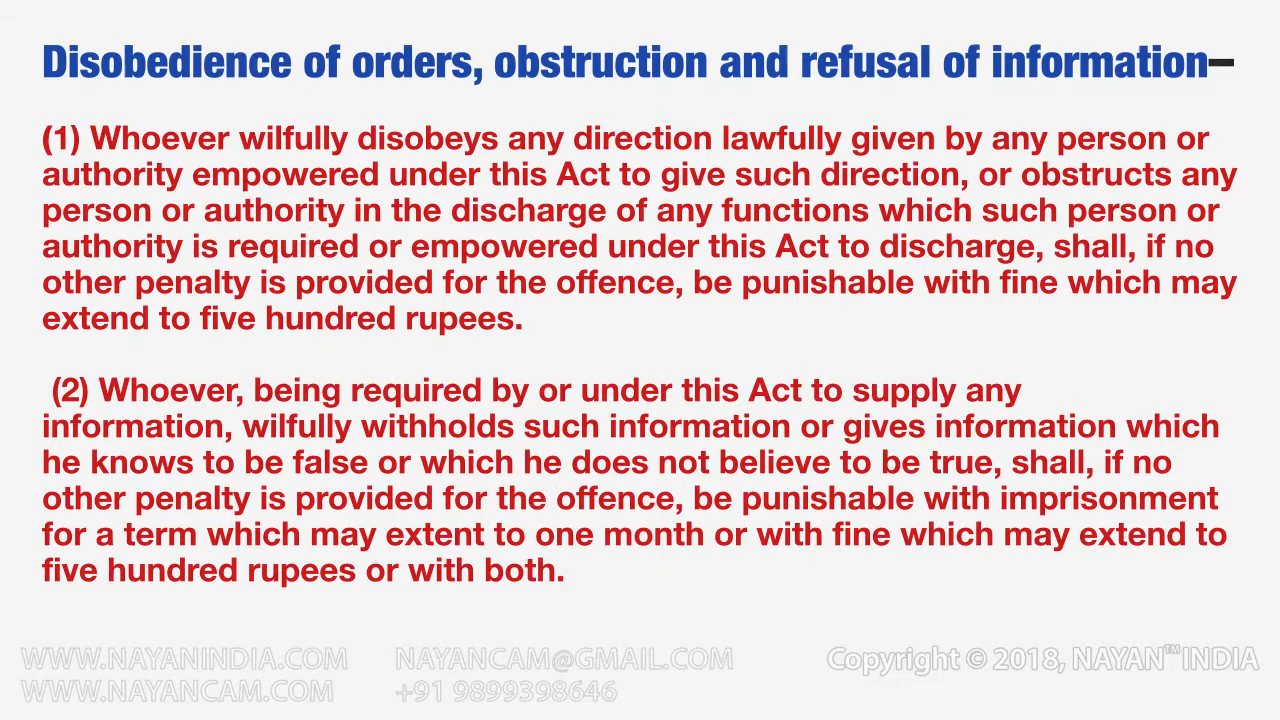 Disobedience of orders, obstruction and refusal of information–
(1) Whoever wilfully disobeys any direction lawfully given by any person or
authority empowered under this Act to give such direction, or obstructs any
person or authority in the discharge of any functions which such person or
authority is required or empowered under this Act to discharge, shall, if no
other penalty is provided for the offence, be punishable with fine which may
extend to five hundred rupees.
(2) Whoever, being required by or under this Act to supply any
information, wilfully withholds such information or gives information which
he knows to be false or which he does not believe to be true, shall, if no
other penalty is provided for the offence, be punishable with imprisonment
for a term which may extent to one month or with fine which may extend to
five hundred rupees or with both.
WWW.NAYANINDIA.COM NAYANCAM@GMAIL.COM Copyright © 2018, NAYAN™ INDIA
WWW.NAYANCAM.COM +91 9899398646